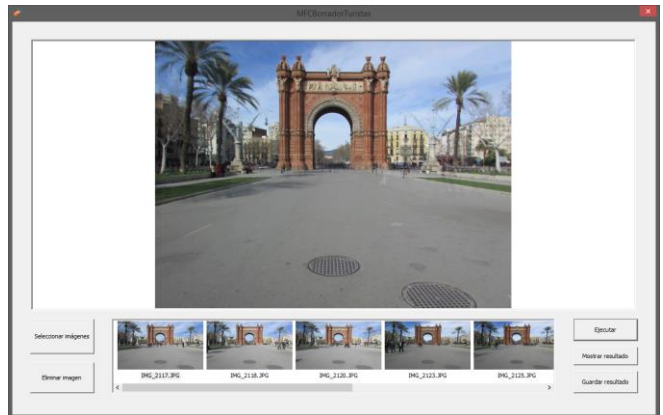 MFCBorradorTuristas
Seleccionar imágenes
Eliminar imagen
IMG_2117.JPG
IMG_2118.JPG
IMG_2120.JPG
IMG_2123.JPG
IMG_2125.JPG
Ejecutar
Mostrar resultado
Guardar resultado